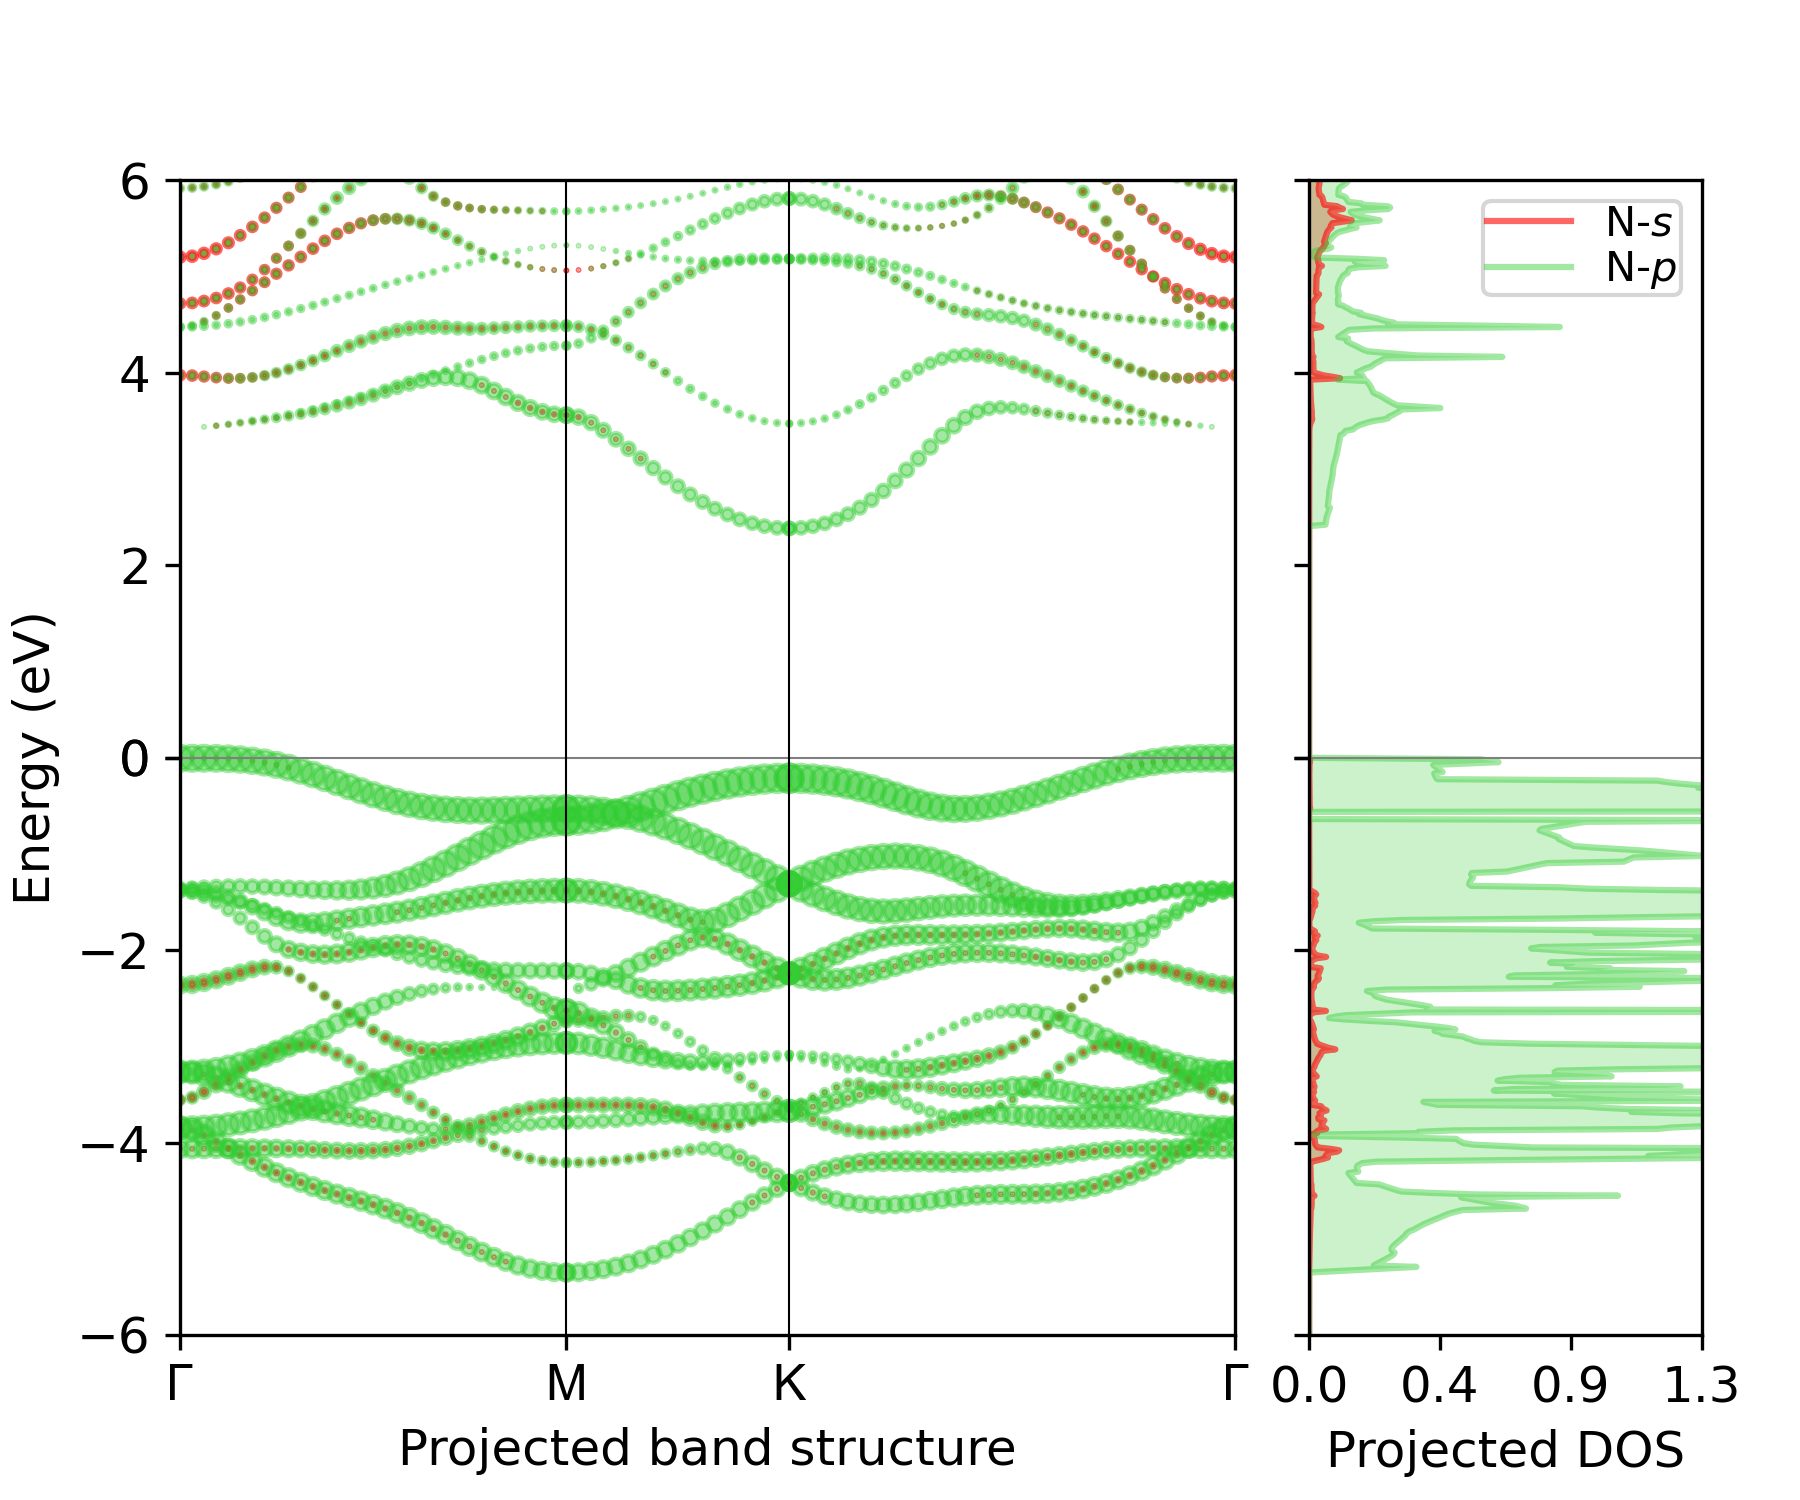 6
4
2
0
−2
−4
−6
Energy (eV)
Γ M K Γ
Projected band structure
N-s
N-p
0.0 0.4 0.9 1.3
Projected DOS